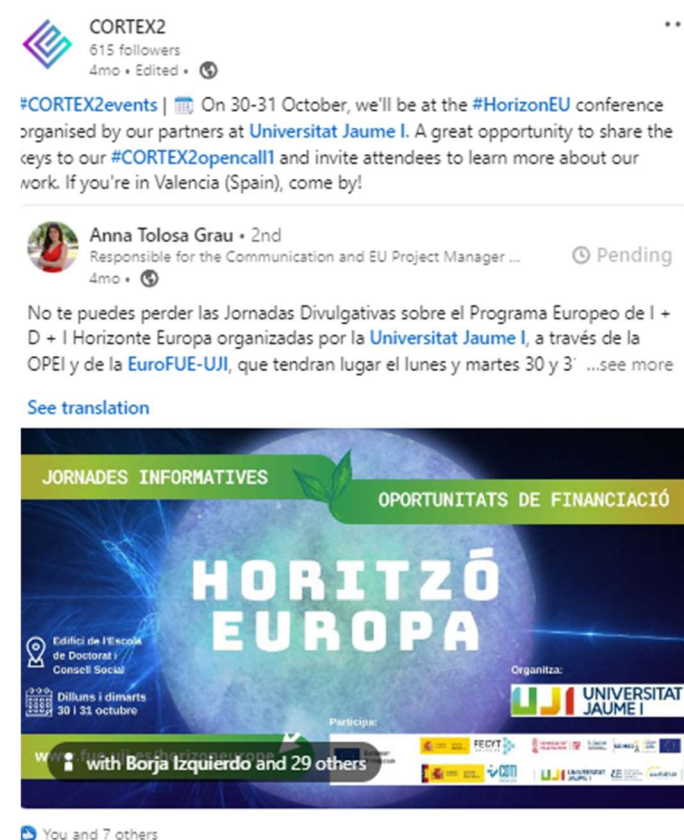 CORTEX2
615 followers
4mo • Edited •
#CORTEX2events | On 30-31 October, we'll be at the #HorizonEU conference
organised by our partners at Universitat Jaume I. A great opportunity to share the
keys to our #CORTEX2opencall1 and invite attendees to learn more about our
work. If you're in Valencia (Spain), come by!
Anna Tolosa Grau • 2nd
Responsible for the Communication and EU Project Manager ...
Pending
4mo •
No te puedes perder las Jornadas Divulgativas sobre el Programa Europeo de I +
D + I Horizonte Europa organizadas por la Universitat Jaume I, a través de la
OPEI y de la EuroFUE-UJI, que tendran lugar el lunes y martes 30 y 3 ...see more
See translation
JORNADES INFORMATIVES
OPORTUNITATS DE FINANCIACIÓ
HORITZÓ
EUROPA
Edifici de l'Escola
de Doctorat i
Consell Social
Dilluns i dimarts
30 i 31 octubre
Organitza:
UJI UNIVERSITAT
JAUME I
Participa:
FECYT
with Borja Izquierdo and 29 others
You and 7 others